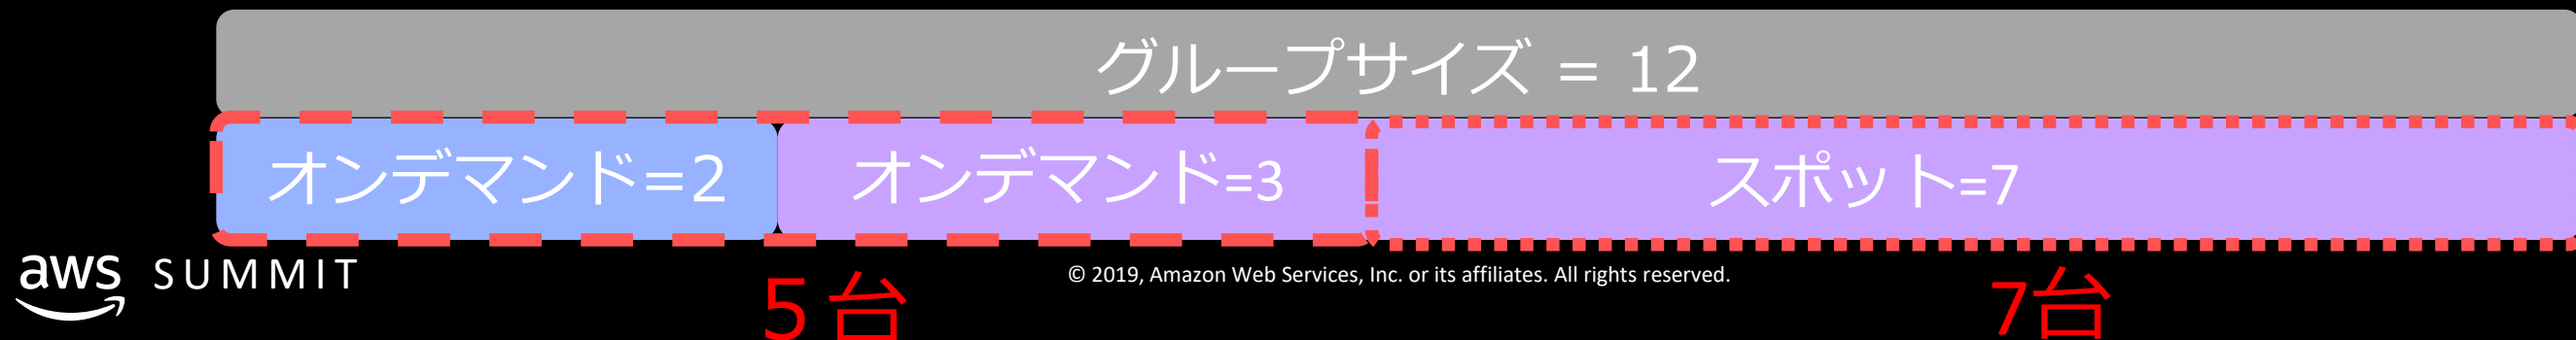 グループサイズ = 12
オンデマンド=2
オンデマンド=3
スポット=7
aws SUMMIT
© 2019, Amazon Web Services, Inc. or its affiliates. All rights reserved.
5台
7台